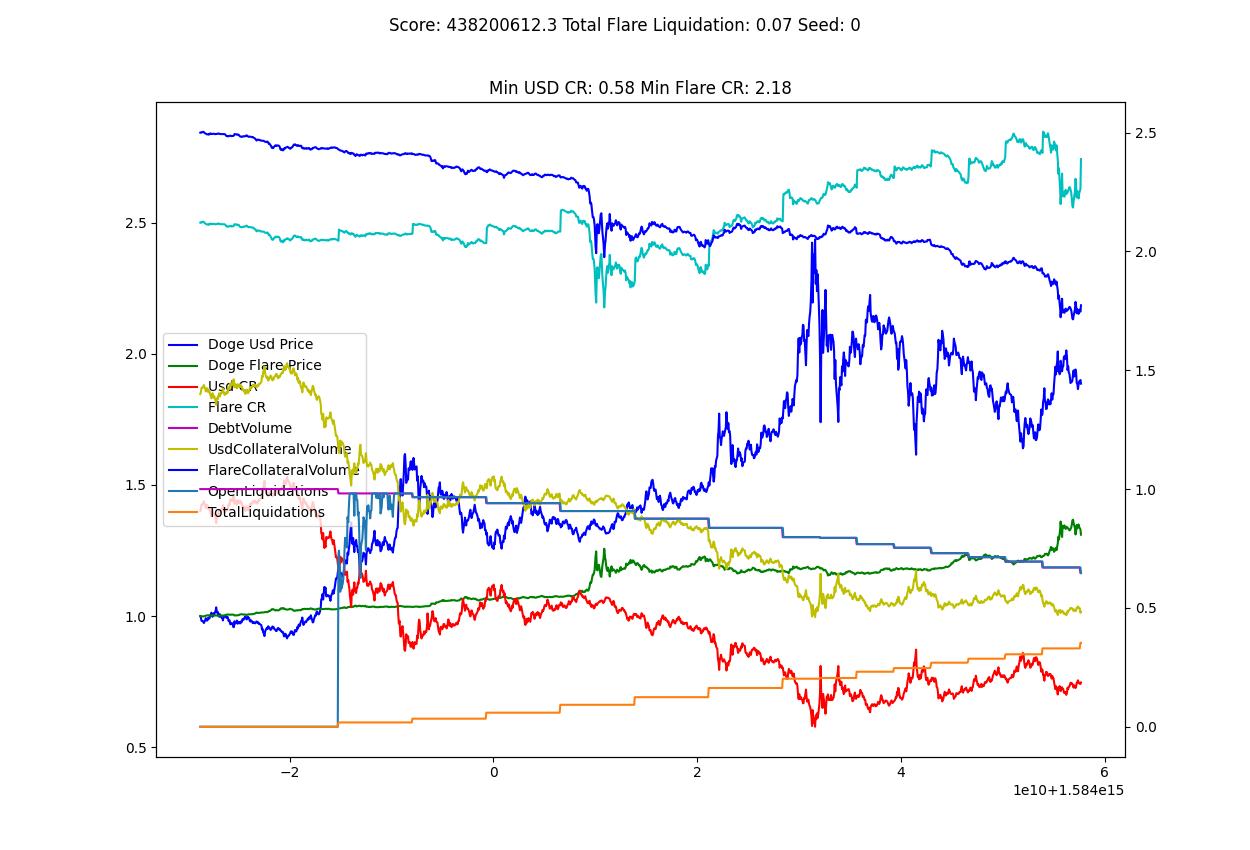 Score: 438200612.3 Total Flare Liquidation: 0.07 Seed: 0
Min USD CR: 0.58 Min Flare CR: 2.18
2.5
2.0
1.5
1.0
0.5
Doge Usd Price
Doge Flare Price
Usd CR
Flare CR
DebtVolume
UsdCollateralVolume
FlareCollateralVolume
OpenLiquidations
TotalLiquidations
2.5
2.0
1.5
1.0
0.5
0.0
−2
0
2
4
6
1e10+1.584e15